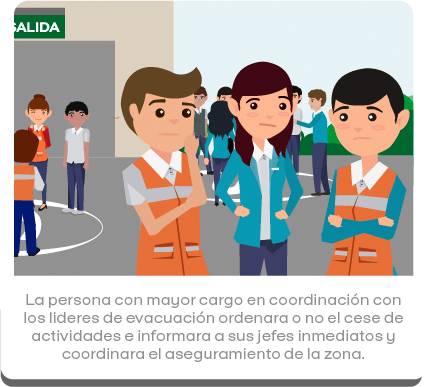 SALIDA
La persona con mayor cargo en coordinación con
los lideres de evacuación ordenara o no el cese de
actividades e informara a sus jefes inmediatos y
coordinara el aseguramiento de la zona.